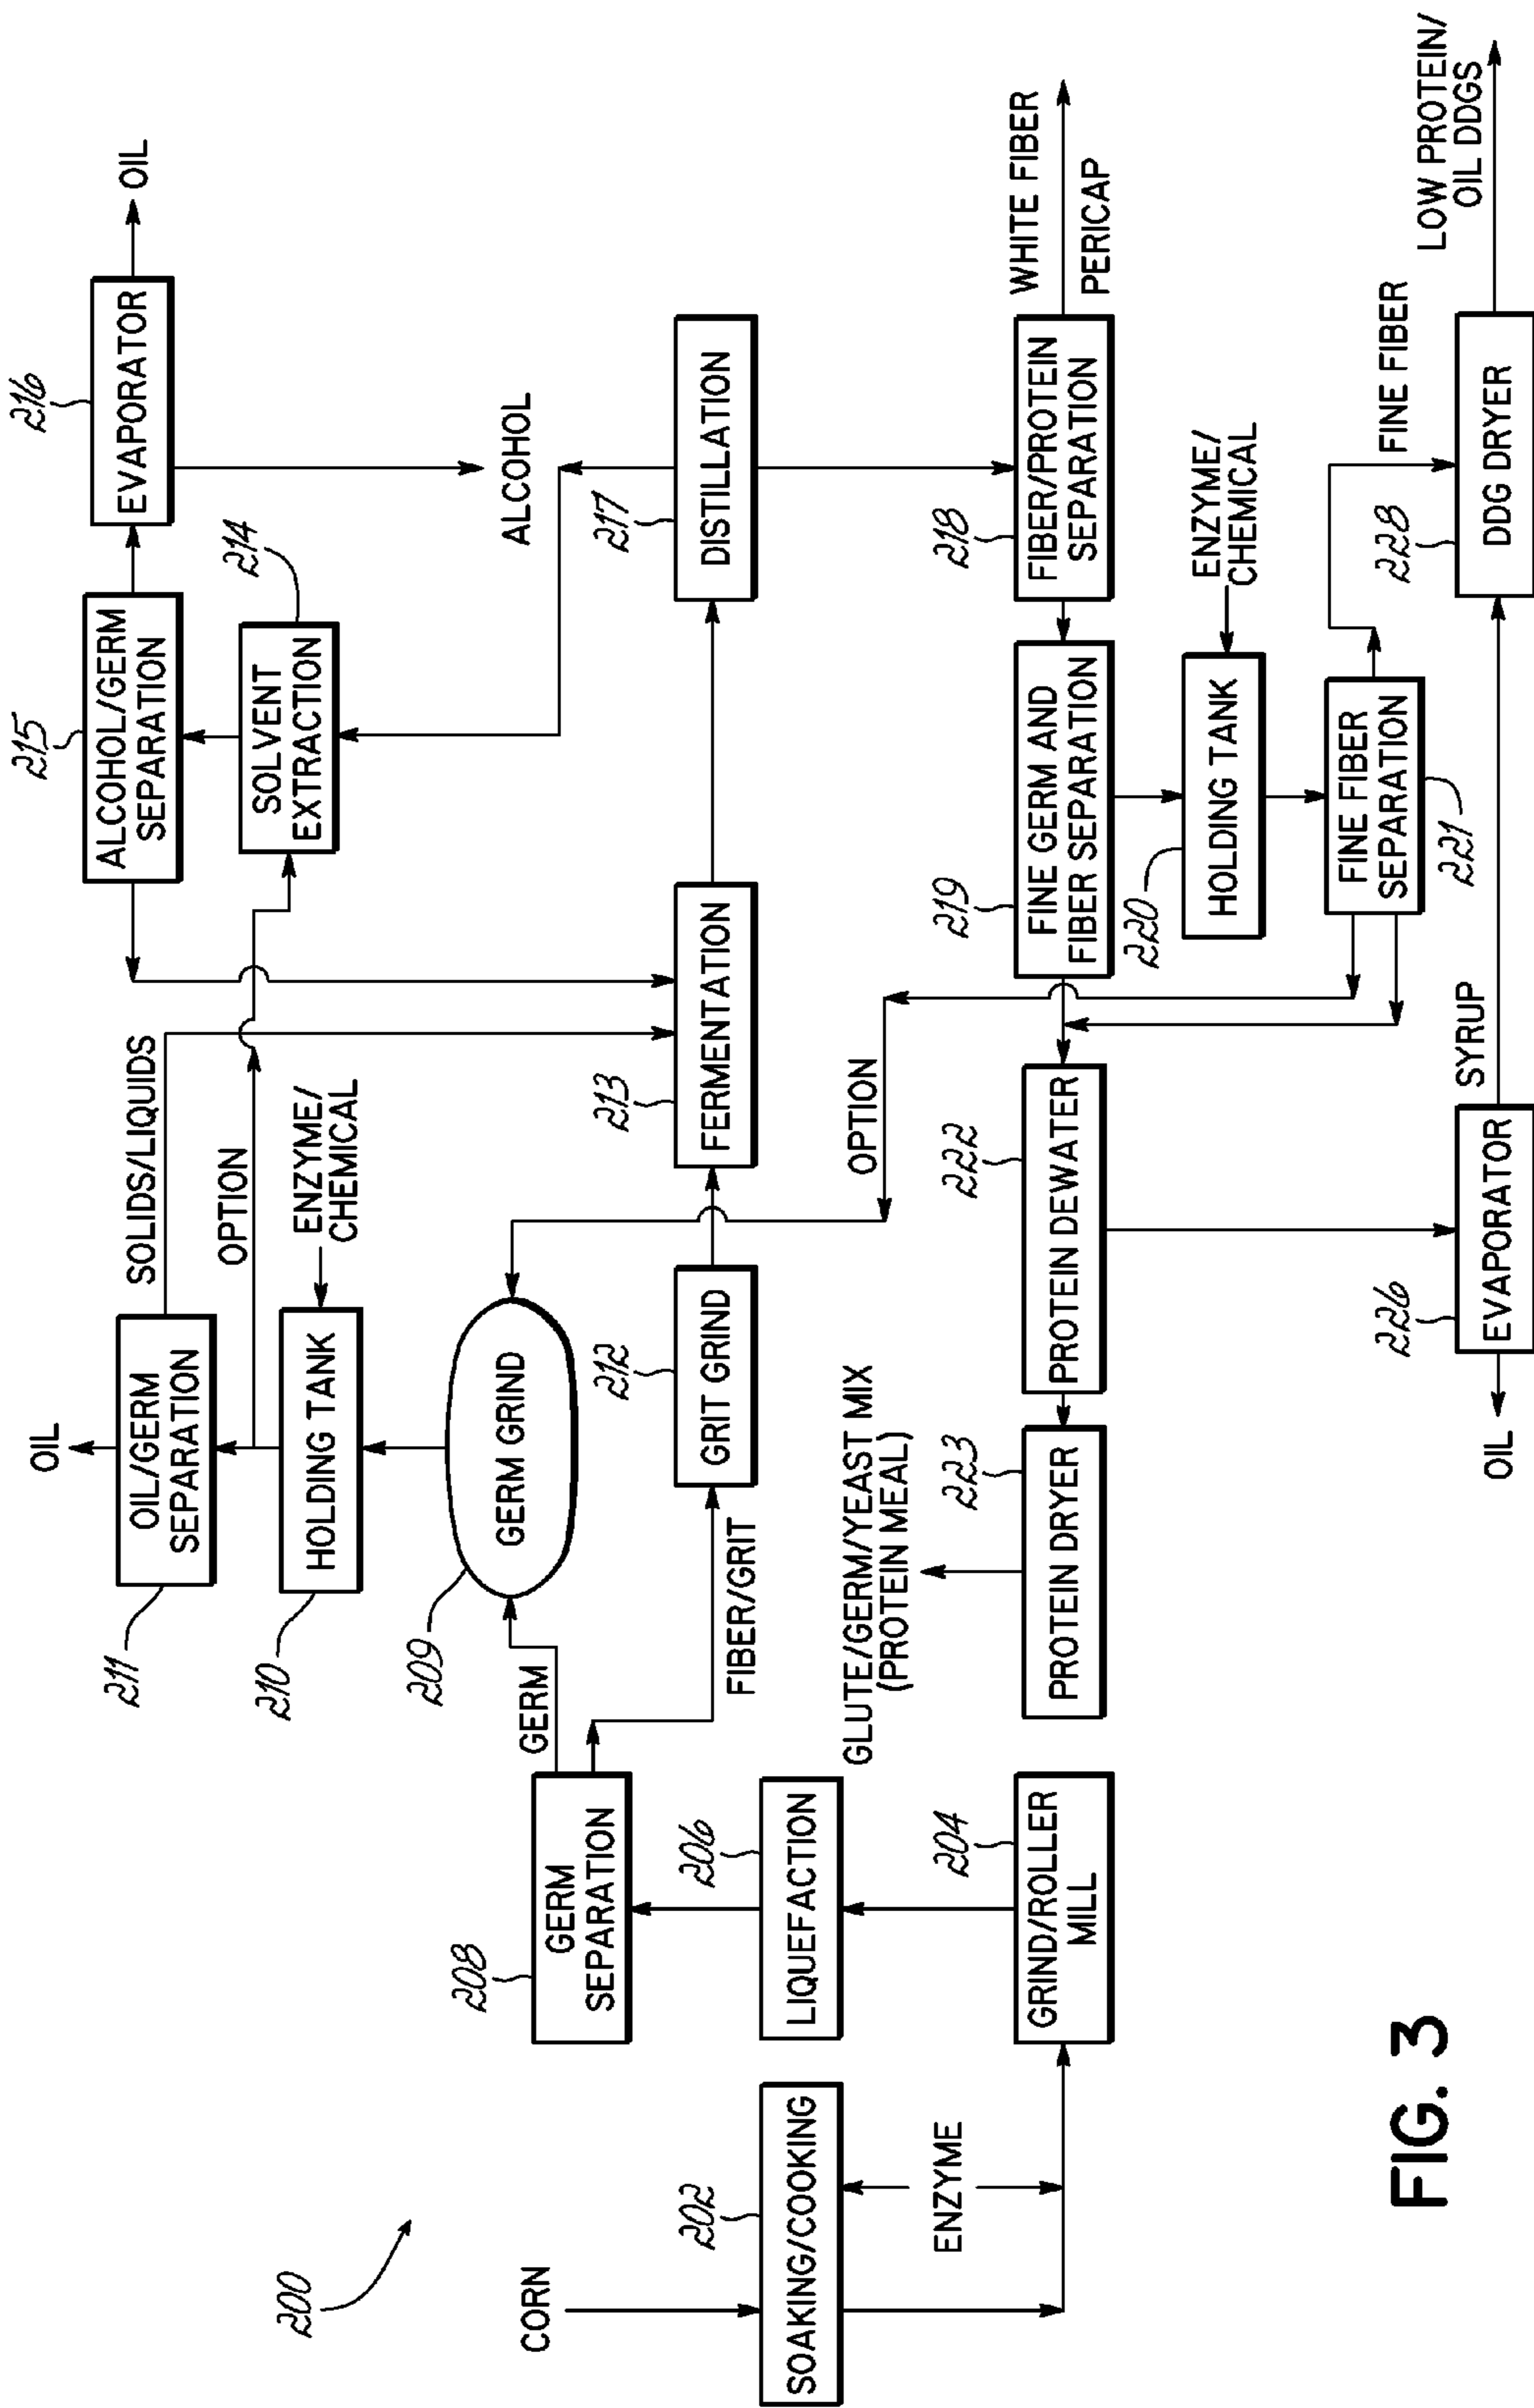 200
CORN
202
SOAKING/COOKING
ENZYME
204
GRIND/ROLLER
MILL
206
LIQUEFACTION
208
GERM
SEPARATION
GERM
FIBER/GRIT
209
GERM GRIND
210
HOLDING TANK
ENZYME/
CHEMICAL
OPTION
211
OIL/GERM
SEPARATION
OIL
SOLIDS/LIQUIDS
212
GRIT GRIND
213
FERMENTATION
214
SOLVENT
EXTRACTION
215
ALCOHOL/GERM
SEPARATION
216
EVAPORATOR
OIL
ALCOHOL
217
DISTILLATION
218
FIBER/PROTEIN
SEPARATION
WHITE FIBER
PERICAP
219
FINE GERM AND
FIBER SEPARATION
220
HOLDING TANK
ENZYME/
CHEMICAL
221
FINE FIBER
SEPARATION
OPTION
FINE FIBER
222
PROTEIN DEWATER
223
PROTEIN DRYER
GLUTE/GERM/YEAST MIX
(PROTEIN MEAL)
226
EVAPORATOR
OIL
SYRUP
228
DDG DRYER
LOW PROTEIN/
OIL DDGS
FIG. 3